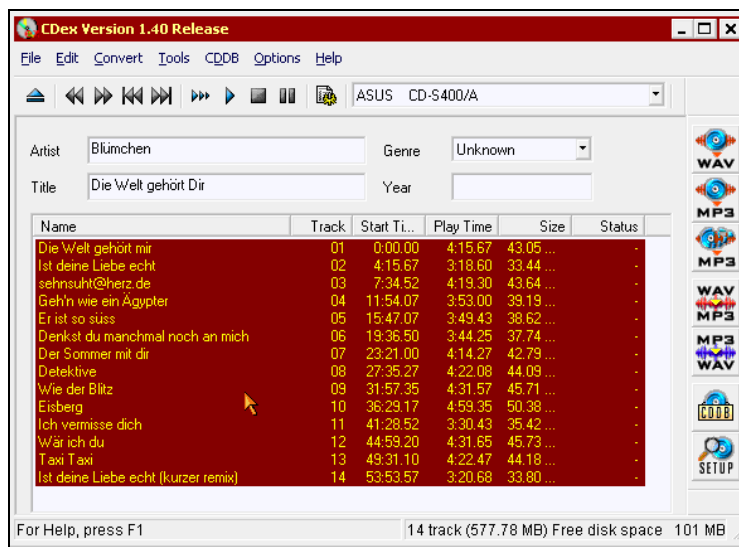 CDex Version 1.40 Release
File Edit Convert Tools CDDB Options Help
ASUS CD-S400/A
Artist Blümchen Genre Unknown
Title Die Welt gehört Dir Year
WAV
MP3
MP3
WAV MP3
MP3 WAV
CDDB
SETUP
Name Track Start Ti... Play Time Size Status
Die Welt gehört mir 01 0:00.00 4:15.67 43.05 ... -
Ist deine Liebe echt 02 4:15.67 3:18.60 33.44 ... -
sehnsuht@herz.de 03 7:34.52 4:19.30 43.64 ... -
Geh'n wie ein Ägypter 04 11:54.07 3:53.00 39.19 ... -
Er ist so süss 05 15:47.07 3:49.43 38.62 ... -
Denkst du manchmal noch an mich 06 19:36.50 3:44.25 37.74 ... -
Der Sommer mit dir 07 23:21.00 4:14.27 42.79 ... -
Detektive 08 27:35.27 4:22.08 44.09 ... -
Wie der Blitz 09 31:57.35 4:31.57 45.71 ... -
Eisberg 10 36:29.17 4:59.35 50.38 ... -
Ich vermisse dich 11 41:28.52 3:30.43 35.42 ... -
Wär ich du 12 44:59.20 4:31.65 45.73 ... -
Taxi Taxi 13 49:31.10 4:22.47 44.18 ... -
Ist deine Liebe echt (kurzer remix) 14 53:53.57 3:20.68 33.80 ... -
For Help, press F1 14 track (577.78 MB) Free disk space 101 MB